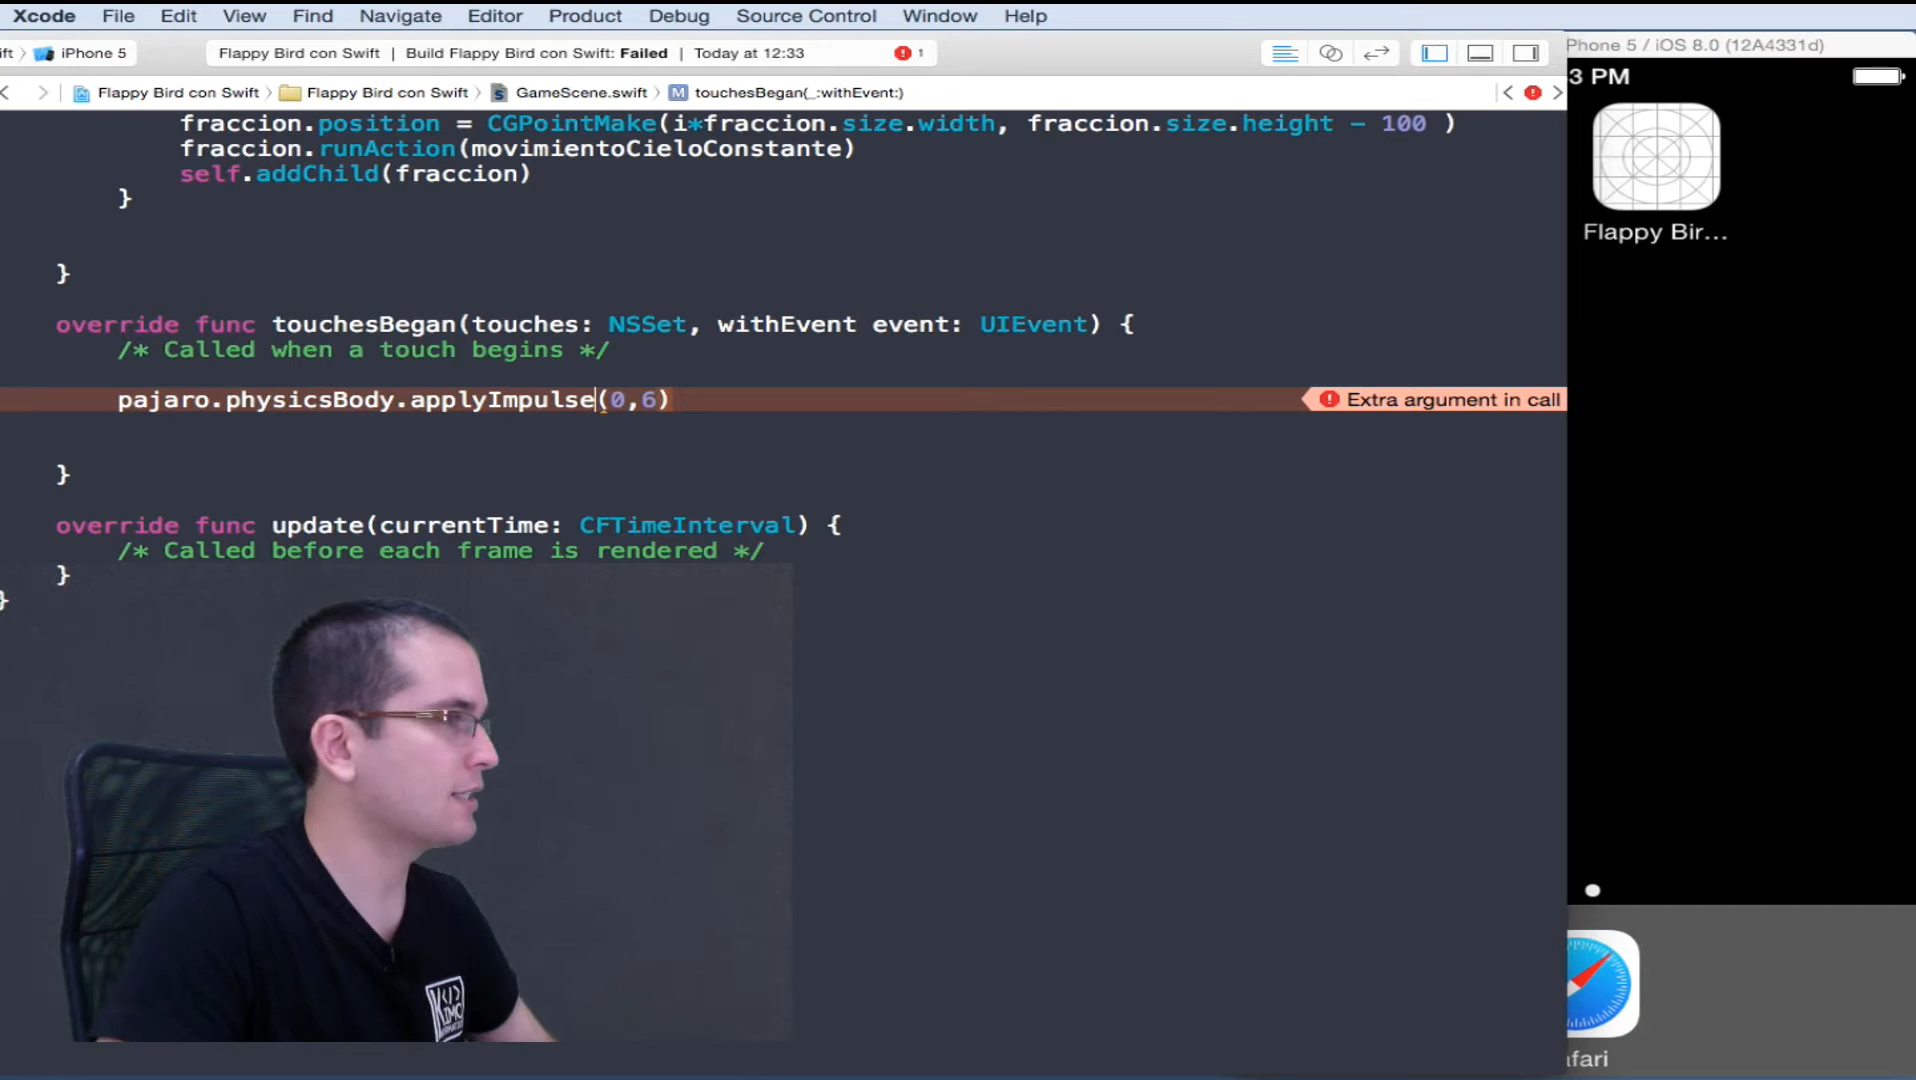 Xcode File Edit View Find Navigate Editor Product Debug Source Control Window Help
ift iPhone 5 Flappy Bird con Swift | Build Flappy Bird con Swift: Failed | Today at 12:33 1
Phone 5 / iOS 8.0 (12A4331d)
3 PM
Flappy Bird con Swift Flappy Bird con Swift GameScene.swift M touchesBegan(_:withEvent:)
fraccion.position = CGPointMake(i*fraccion.size.width, fraccion.size.height - 100 )
fraccion.runAction(movimientoCieloConstante)
self.addChild(fraccion)
}
Flappy Bir...
}
override func touchesBegan(touches: NSSet, withEvent event: UIEvent) {
/* Called when a touch begins */
pajaro.physicsBody.applyImpulse(0,6)
Extra argument in call
}
override func update(currentTime: CFTimeInterval) {
/* Called before each frame is rendered */
}
}
afari